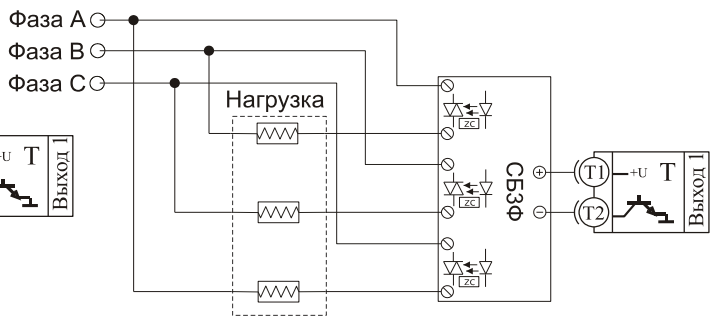 Фаза A
Фаза B
Фаза C
Нагрузка
+U T
Выход 1
ZC
ZC
ZC
СБ3Ф
+
−
T1
T2
+U T
Выход 1